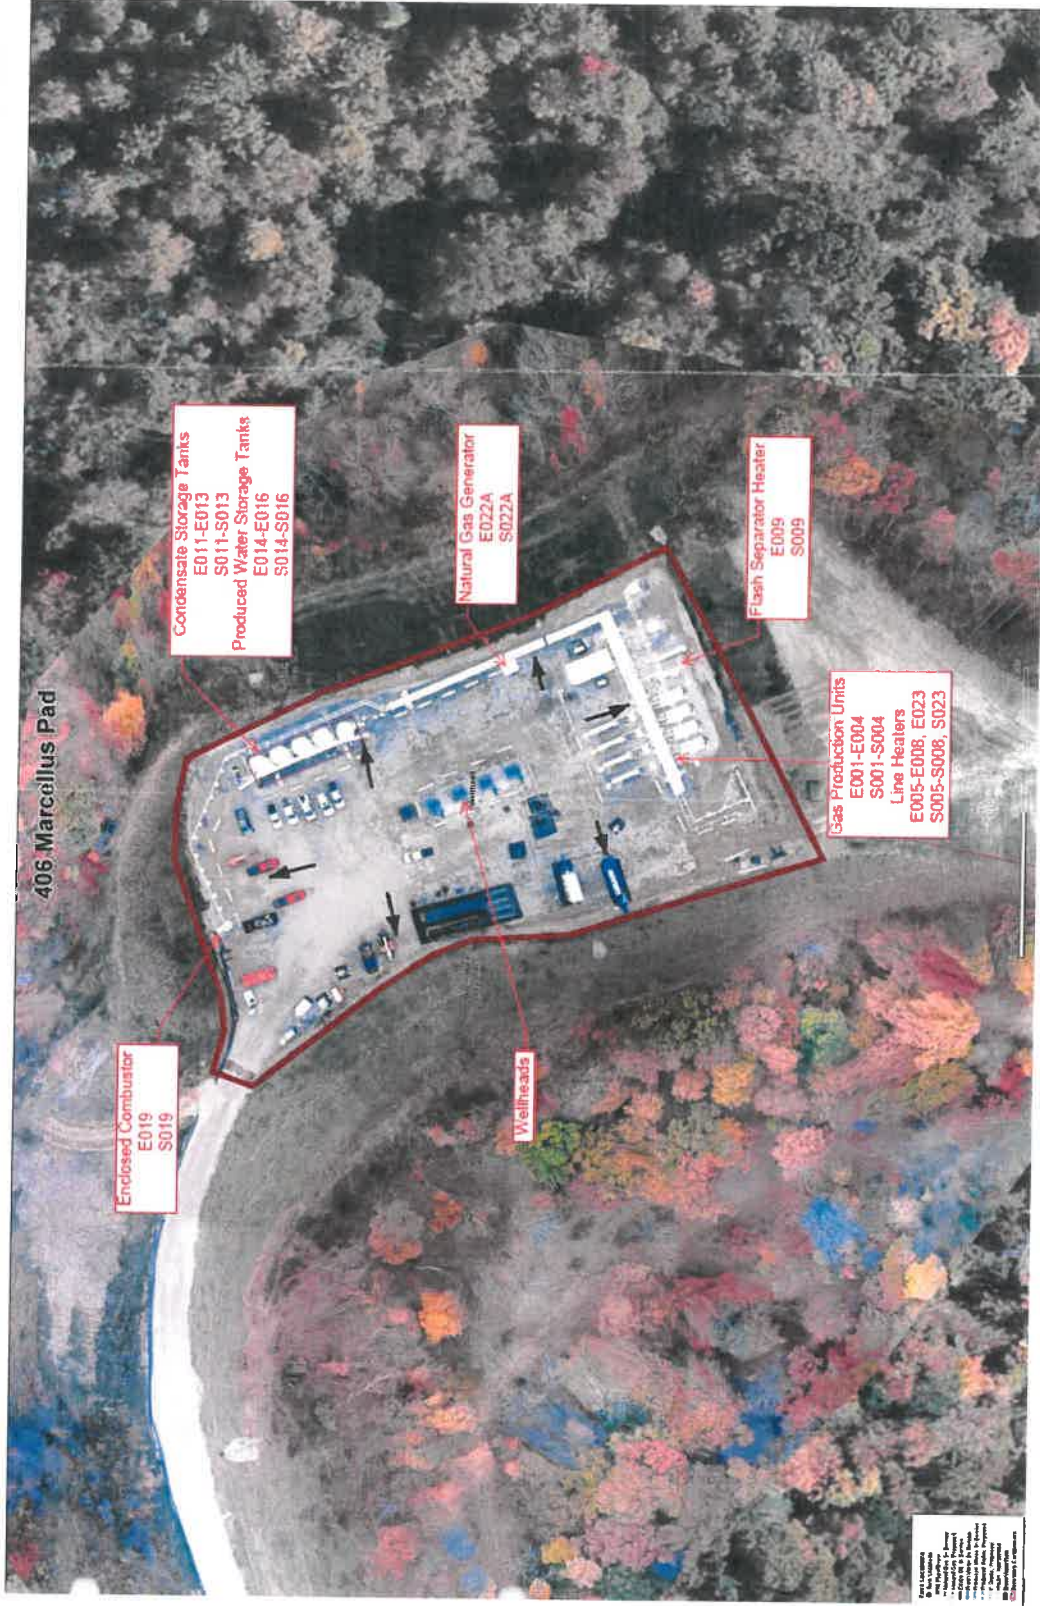 406 Marcellus Pad
Enclosed Combustor
E019
S019
Condensate Storage Tanks
E011-E013
S011-S013
Produced Water Storage Tanks
E014-E016
S014-S016
Natural Gas Generator
E022A
S022A
Wellheads
Flash Separator Heater
E009
S009
Gas Production Units
E001-E004
S001-S004
Line Heaters
E005-E008, E023
S005-S008, S023